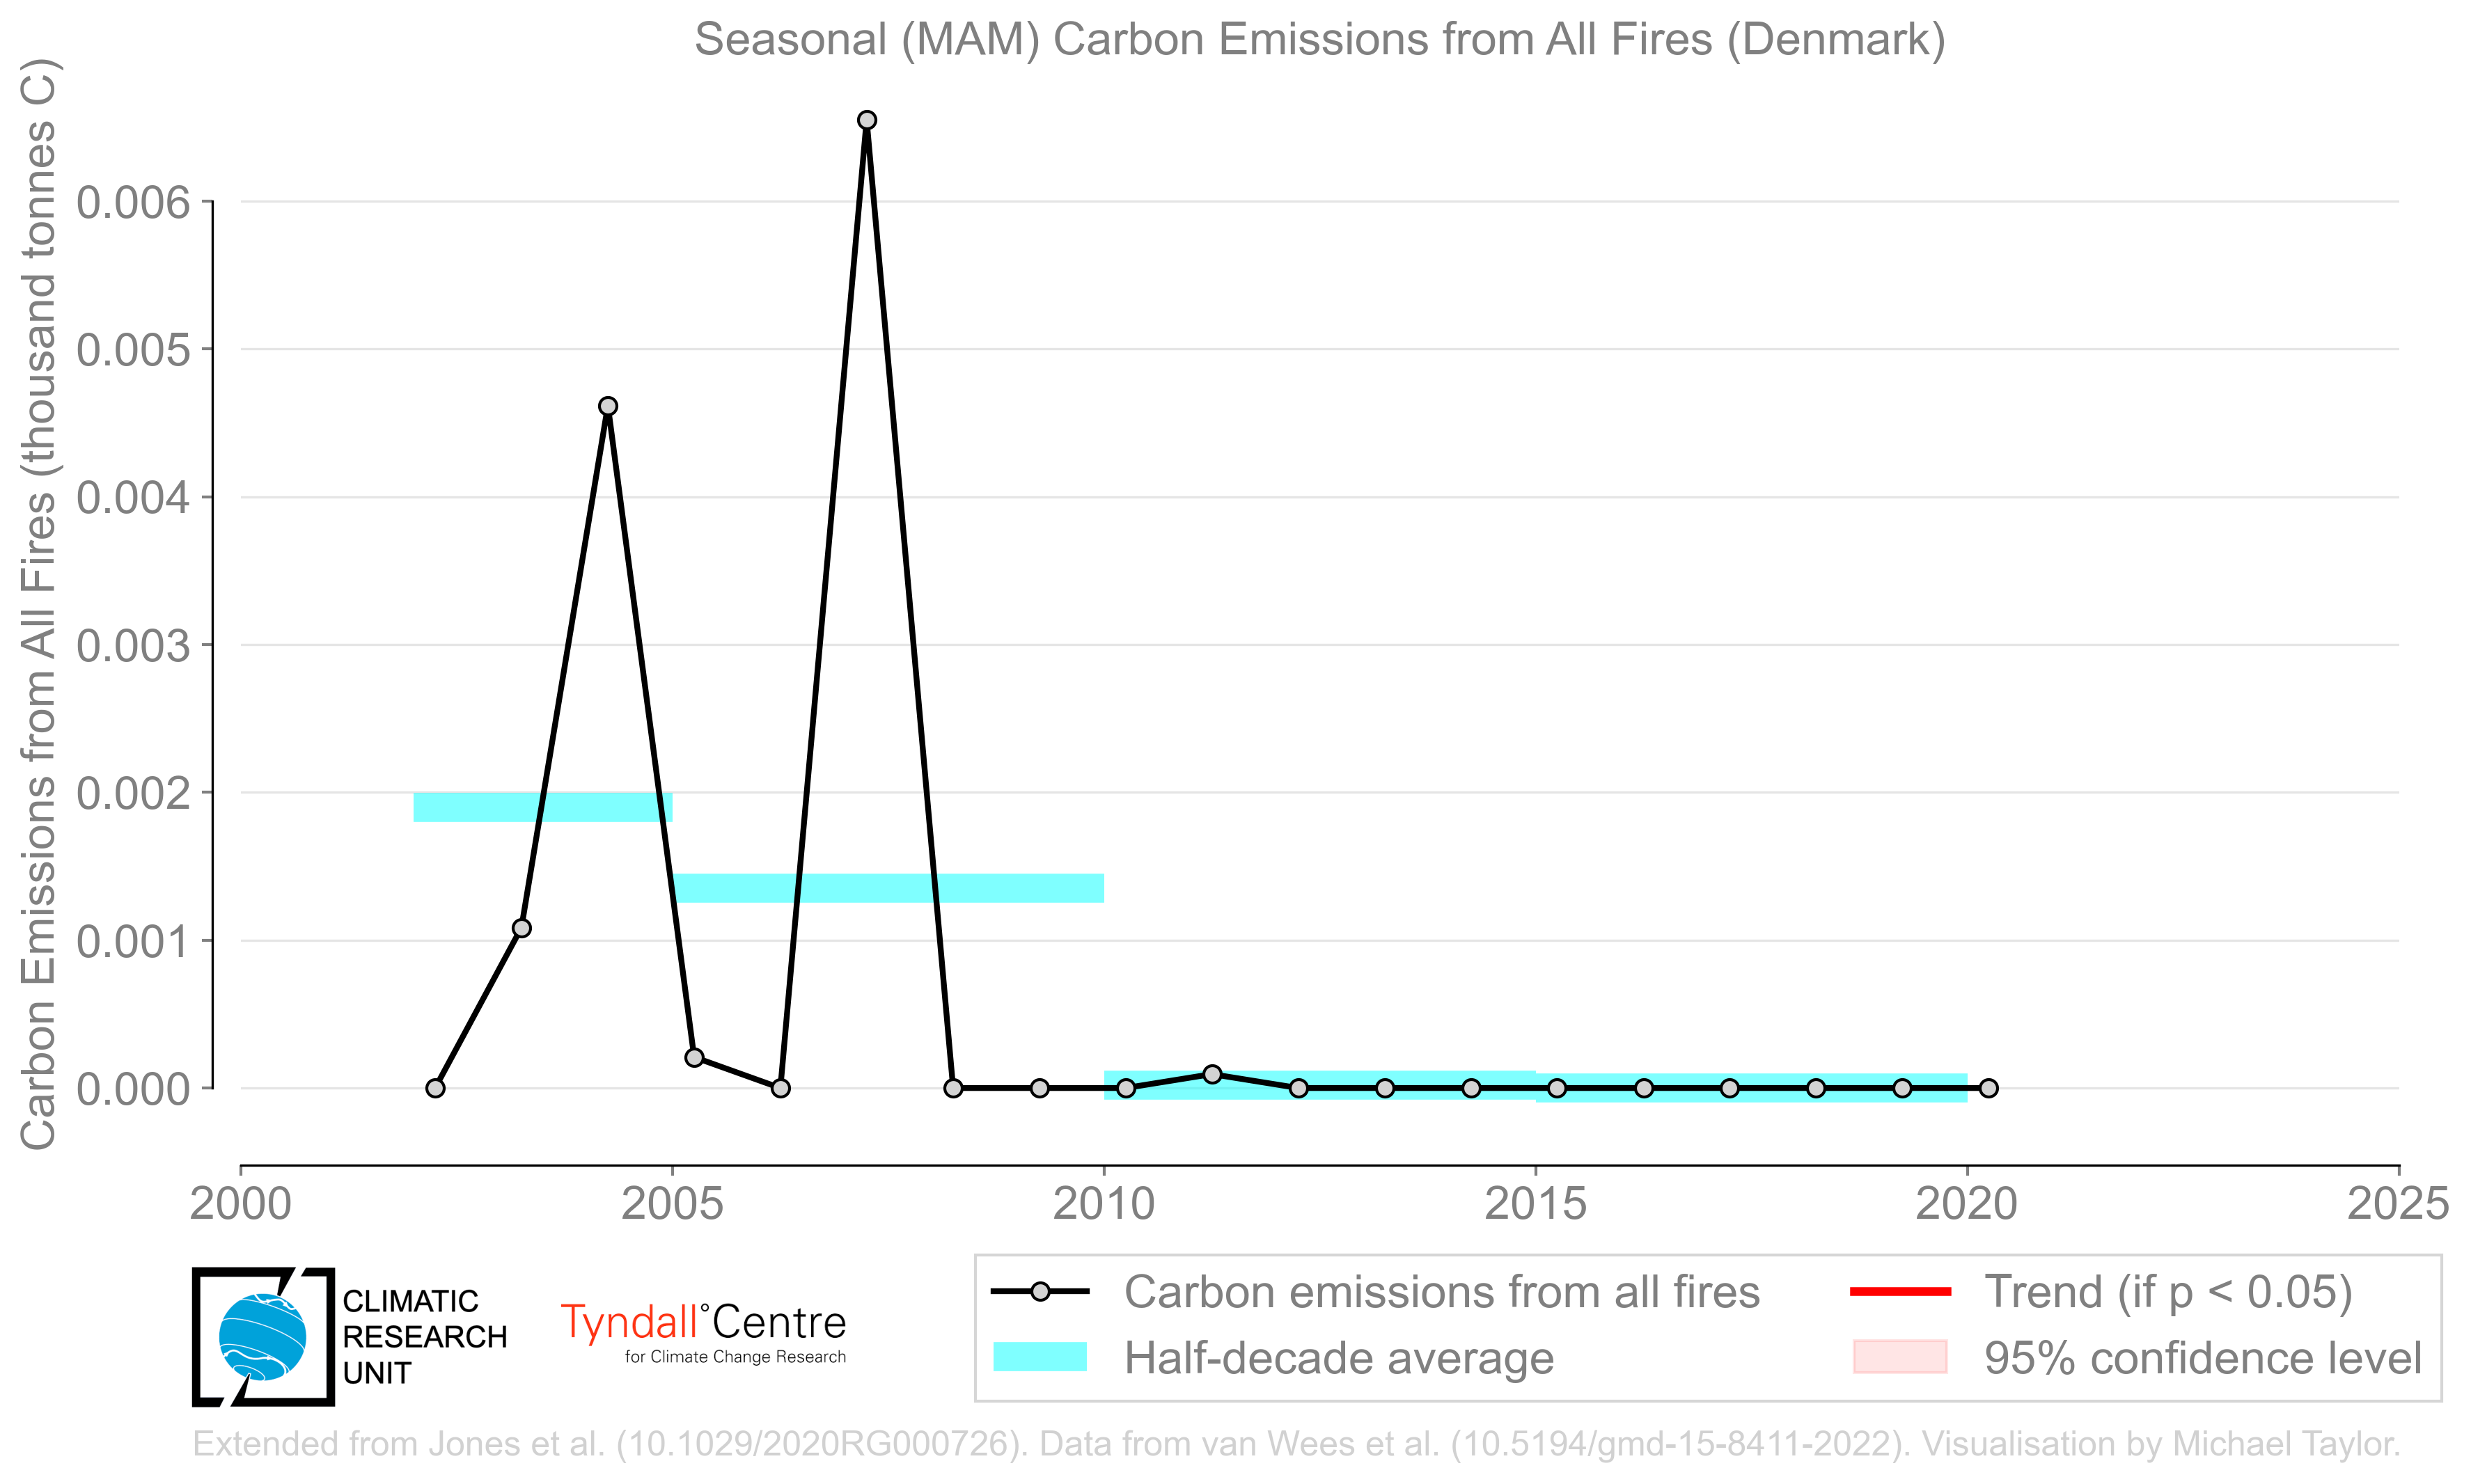 Seasonal (MAM) Carbon Emissions from All Fires (Denmark)
Carbon Emissions from All Fires (thousand tonnes C)
0.006
0.005
0.004
0.003
0.002
0.001
0.000
2000 2005 2010 2015 2020 2025
CLIMATIC
RESEARCH
UNIT
Tyndall°Centre
for Climate Change Research
Carbon emissions from all fires
Half-decade average
Trend (if p < 0.05)
95% confidence level
Extended from Jones et al. (10.1029/2020RG000726). Data from van Wees et al. (10.5194/gmd-15-8411-2022). Visualisation by Michael Taylor.